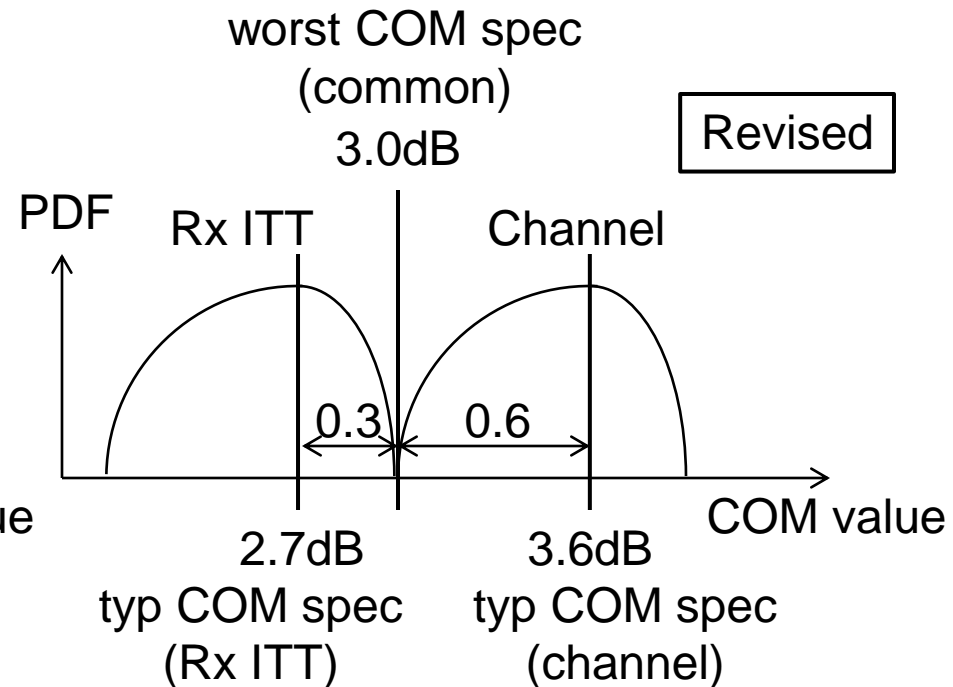 worst COM spec
(common)
3.0dB
Revised
PDF
Rx ITT
Channel
0.3
0.6
ue
COM value
2.7dB
typ COM spec
(Rx ITT)
3.6dB
typ COM spec
(channel)